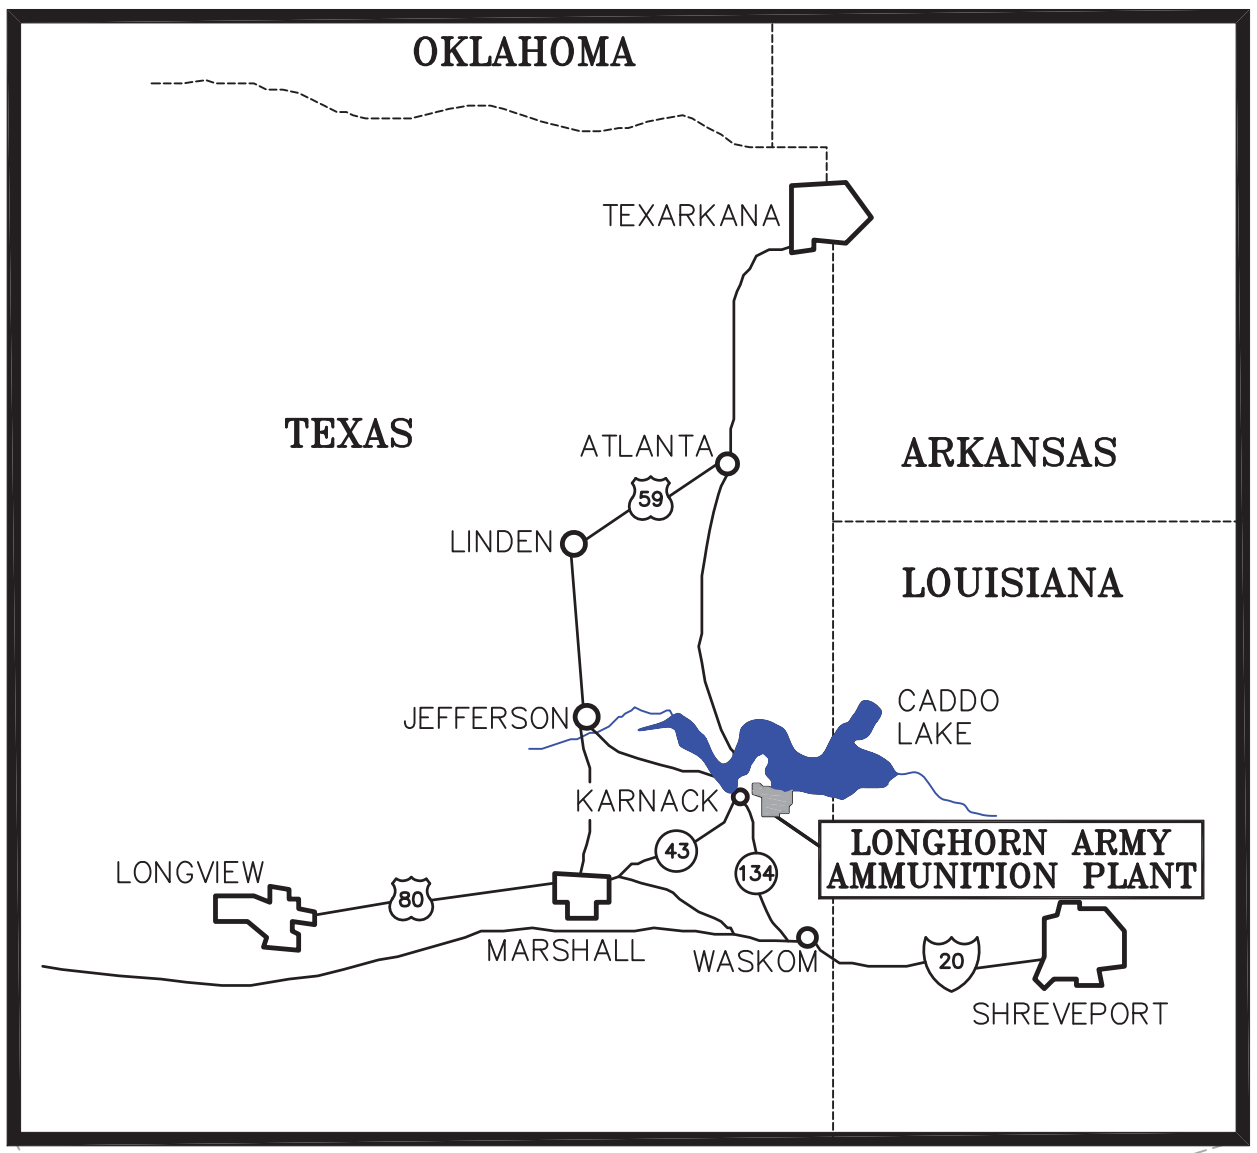 OKLAHOMA
TEXARKANA
TEXAS
ATLANTA
ARKANSAS
59
LINDEN
LOUISIANA
CADDO
LAKE
JEFFERSON
KARNACK
LONGHORN ARMY
AMMUNITION PLANT
43
134
LONGVIEW
80
MARSHALL
WASKOM
20
SHREVEPORT